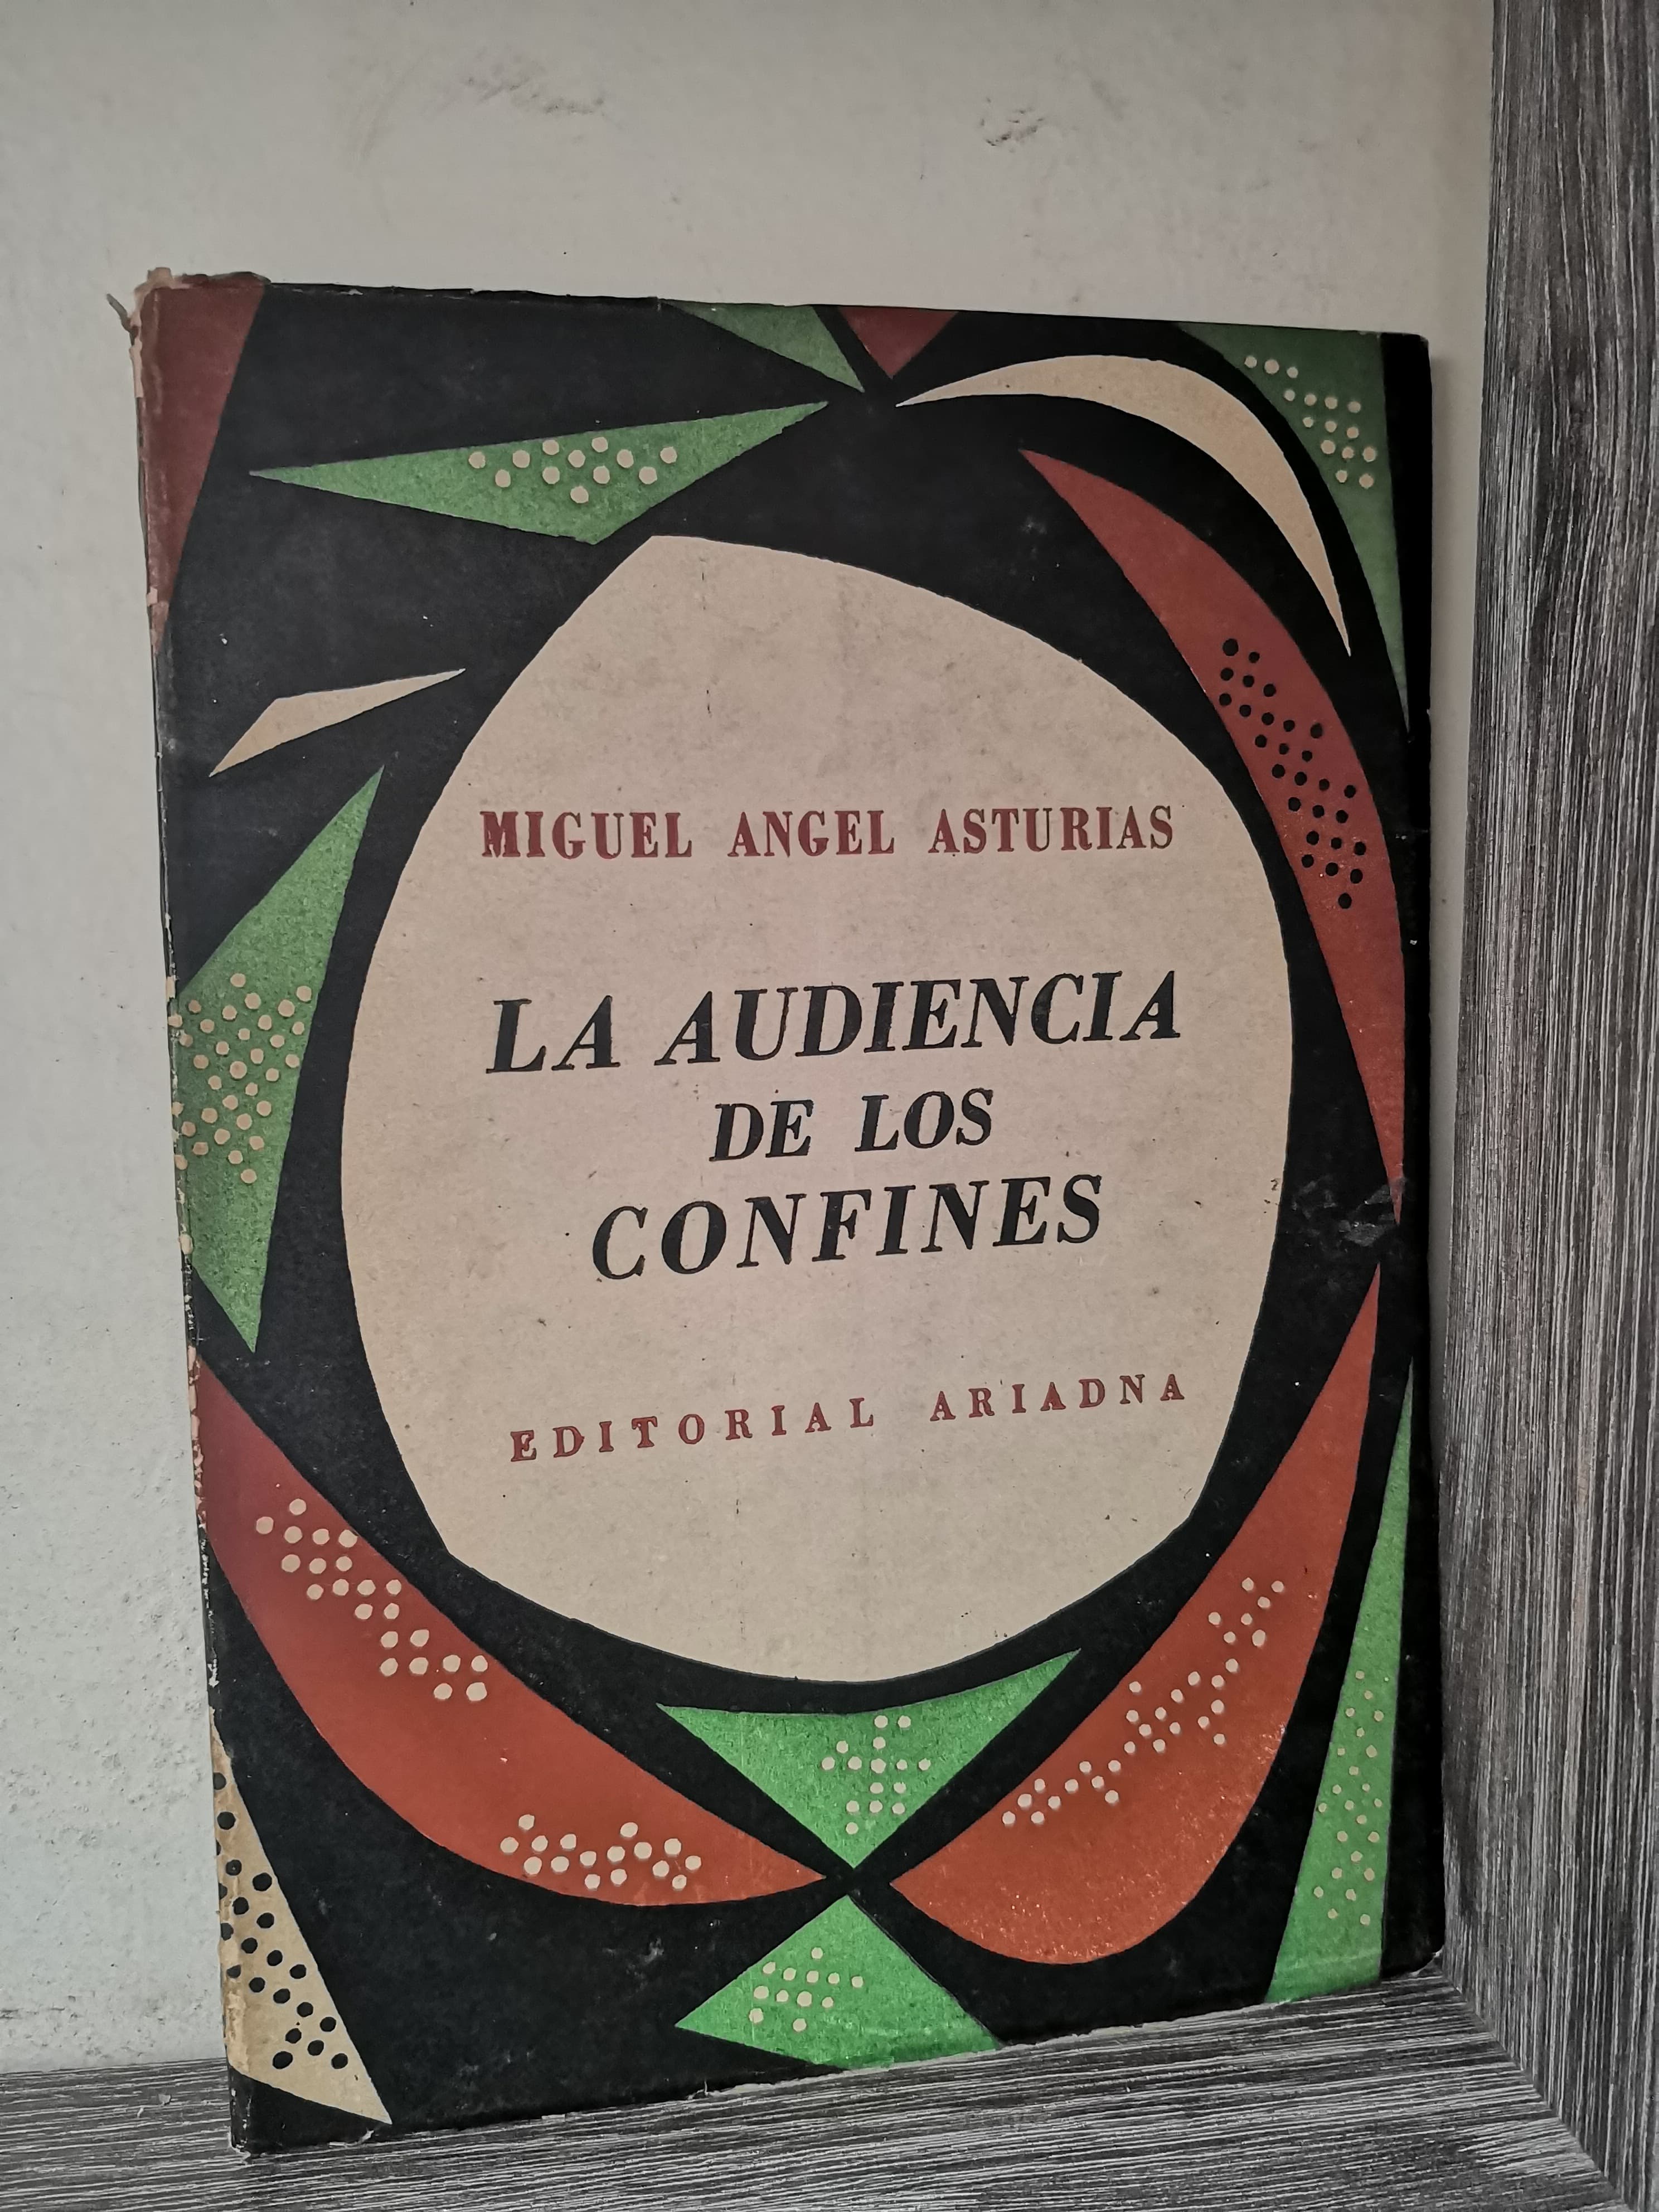 MIGUEL ANGEL ASTURIAS
LA AUDIENCIA
DE LOS
CONFINES
EDITORIAL ARIADNA